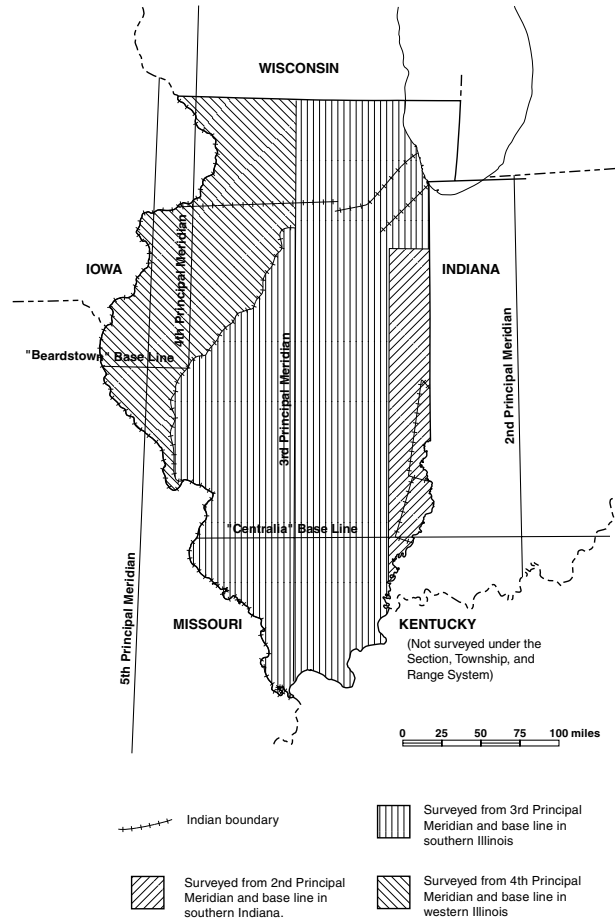 WISCONSIN
IOWA
4th Principal Meridian
INDIANA
"Beardstown" Base Line
3rd Principal Meridian
2nd Principal Meridian
"Centralia" Base Line
5th Principal Meridian
MISSOURI
KENTUCKY
(Not surveyed under the
Section, Township, and
Range System)
0 25 50 75 100 miles
Indian boundary
Surveyed from 3rd Principal
Meridian and base line in
southern Illinois
Surveyed from 2nd Principal
Meridian and base line in
southern Indiana.
Surveyed from 4th Principal
Meridian and base line in
western Illinois